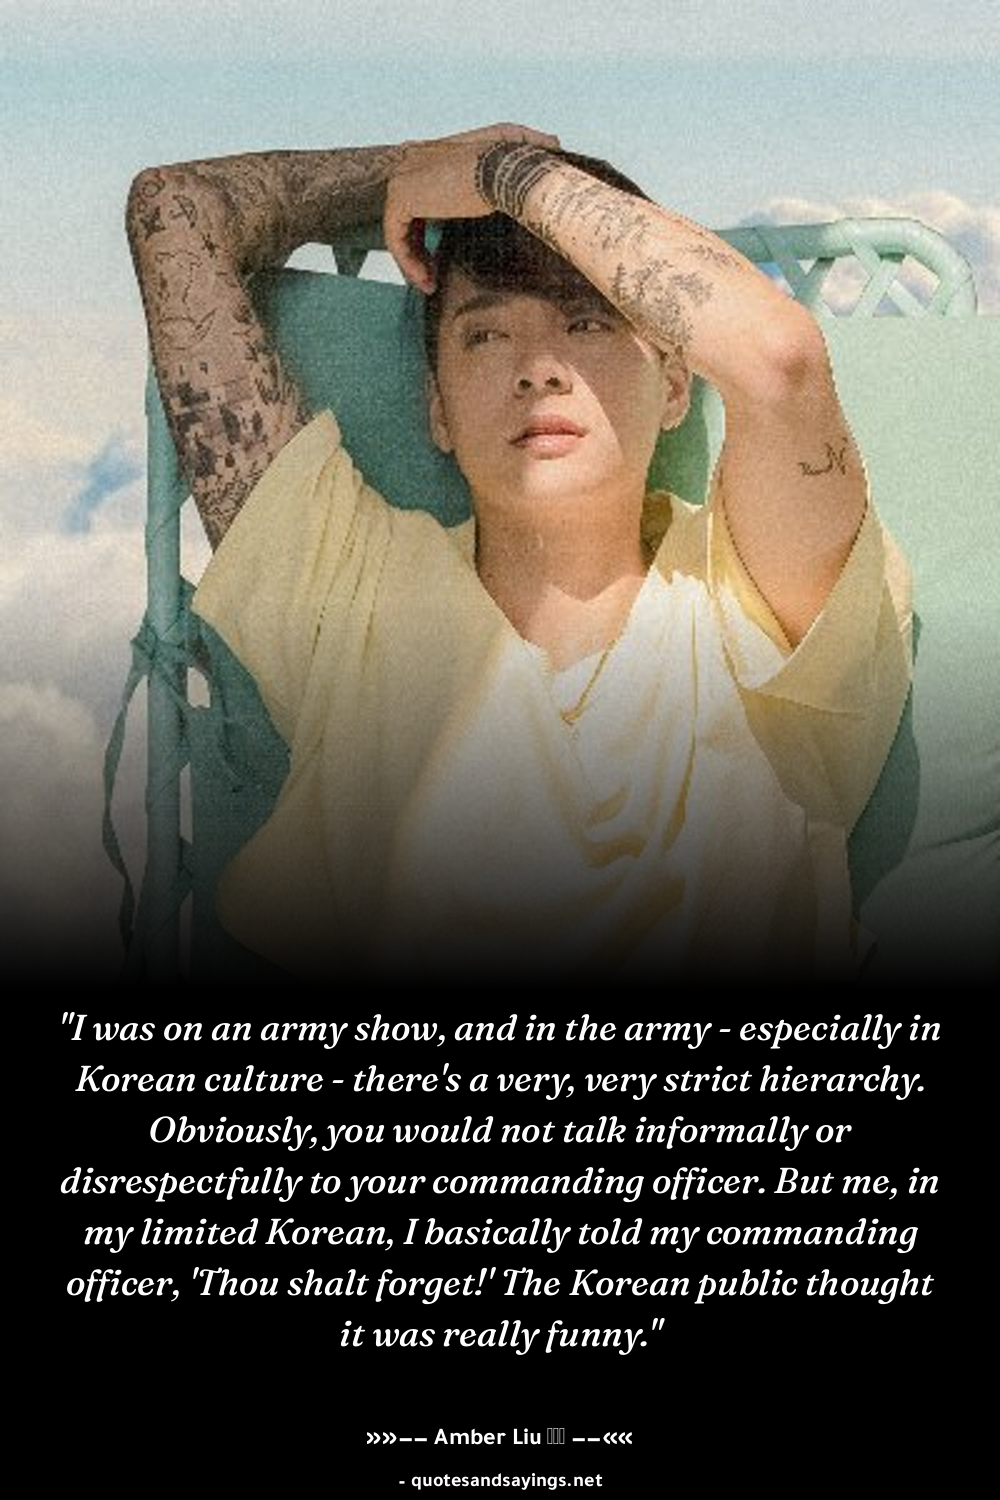 "I was on an army show, and in the army - especially in
Korean culture - there's a very, very strict hierarchy.
Obviously, you would not talk informally or
disrespectfully to your commanding officer. But me, in
my limited Korean, I basically told my commanding
officer, 'Thou shalt forget!' The Korean public thought
it was really funny."
»»–– Amber Liu ––««
- quotesandsayings.net